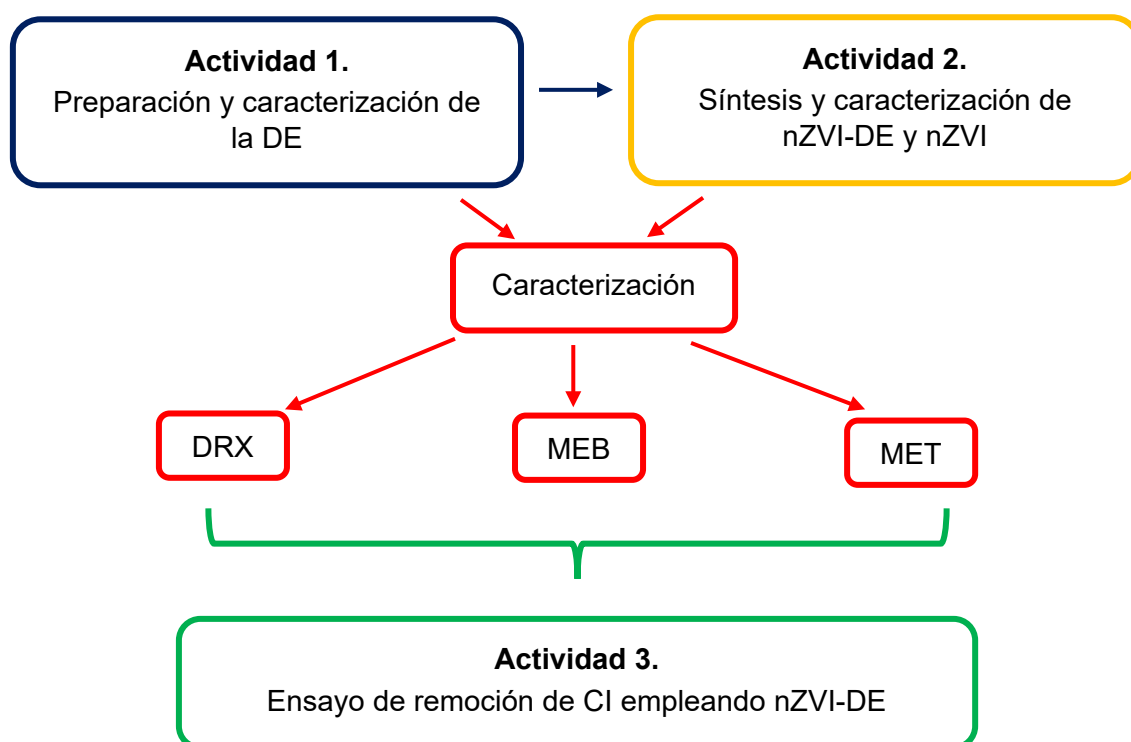 Actividad 1.
Preparación y caracterización de
la DE
Actividad 2.
Síntesis y caracterización de
nZVI-DE y nZVI
Caracterización
DRX
MEB
MET
Actividad 3.
Ensayo de remoción de CI empleando nZVI-DE